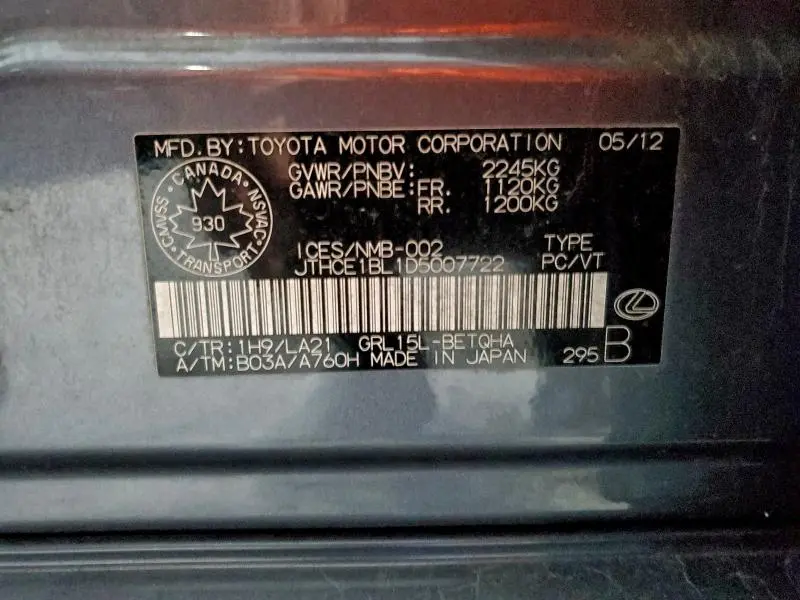 MFD. BY: TOYOTA MOTOR CORPORATION 05/12
GVWR/PNBV: 2245KG
GAWR/PNBE: FR. 1120KG
RR. 1200KG
CANADA
CMVSS 930 NSVAC
TRANSPORT
ICES/NMB-002 TYPE
JTHCE1BL1D5007722 PC/VT
C/TR: 1H9/LA21 GRL15L-BETQHA
A/TM: B03A/A760H MADE IN JAPAN 295 B